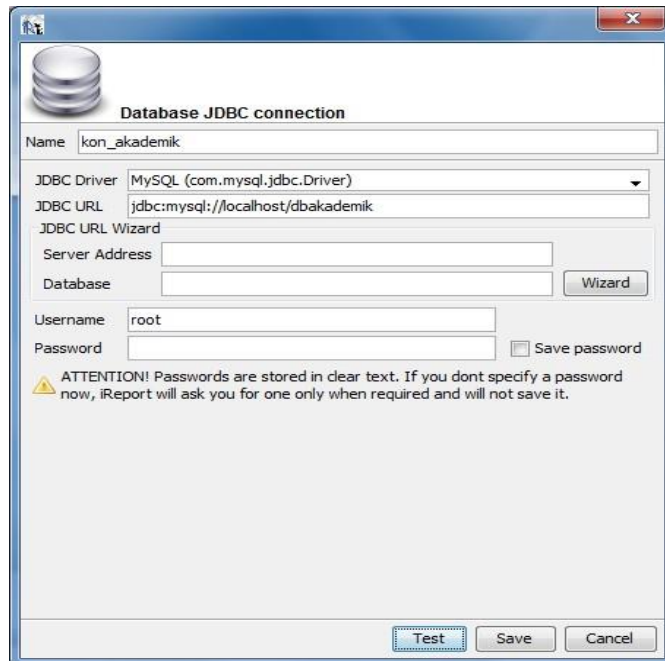 Database JDBC connection
Name kon_akademik
JDBC Driver MySQL (com.mysql.jdbc.Driver)
JDBC URL jdbc:mysql://localhost/dbakademik
JDBC URL Wizard
Server Address
Database Wizard
Username root
Password Save password
ATTENTION! Passwords are stored in clear text. If you dont specify a password
now, iReport will ask you for one only when required and will not save it.
Test Save Cancel